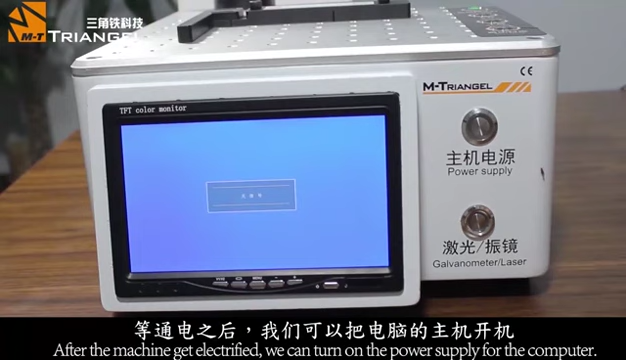 三角铁科技
M-T TRIANGEL
TFT color monitor
M-TRIANGEL CE
主机电源
Power supply
激光/振镜
Galvanometer/Laser
MENU
等通电之后，我们可以把电脑的主机开机
After the machine get electrified, we can turn on the power supply for the computer.